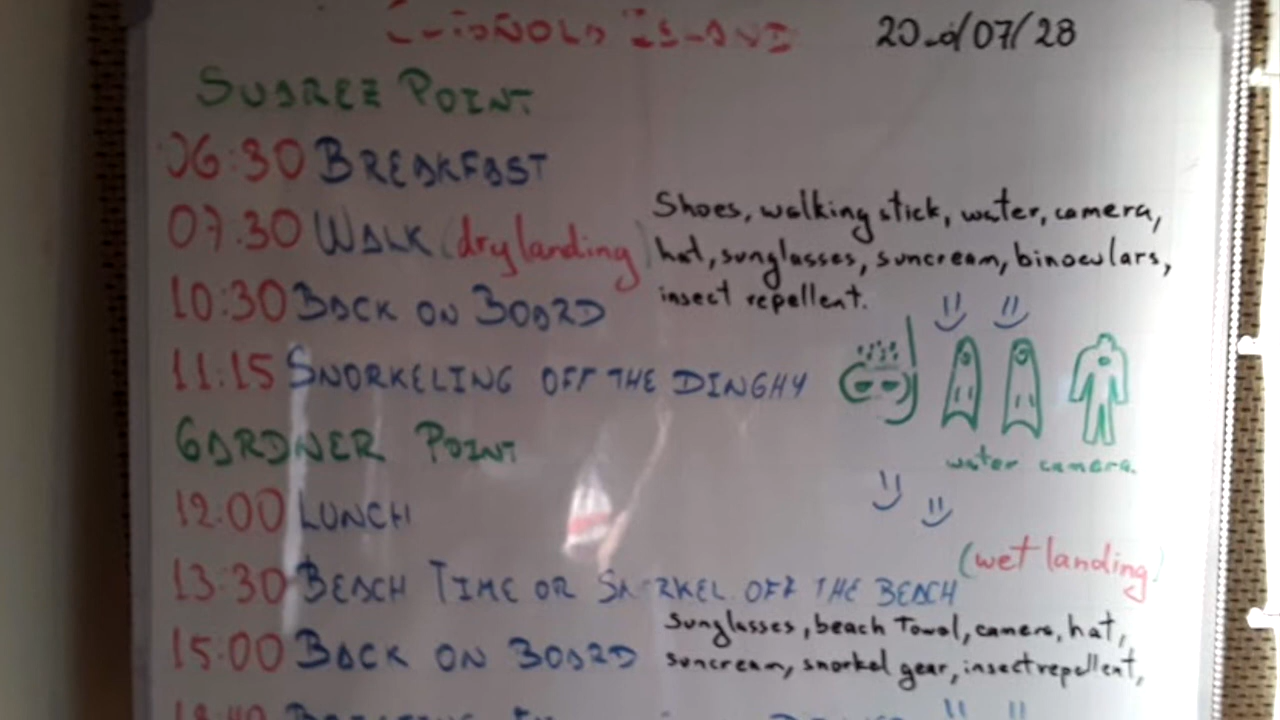 20 /07/28
SUAREZ POINT
06:30 BREAKFAST
07:30 WALK (dry landing) Shoes, walking stick, water, camera,
hat, sunglasses, suncream, binoculars,
insect repellent.
10:30 BACK ON BOARD
11:15 SNORKELING OFF THE DINGHY
water camera.
GARDNER POINT
12:00 LUNCH
(wet landing)
13:30 BEACH TIME OR SNORKEL OFF THE BEACH
Sunglasses, beach Towal, camera, hat,
15:00 BACK ON BOARD suncream, snorkel gear, insect repellent,